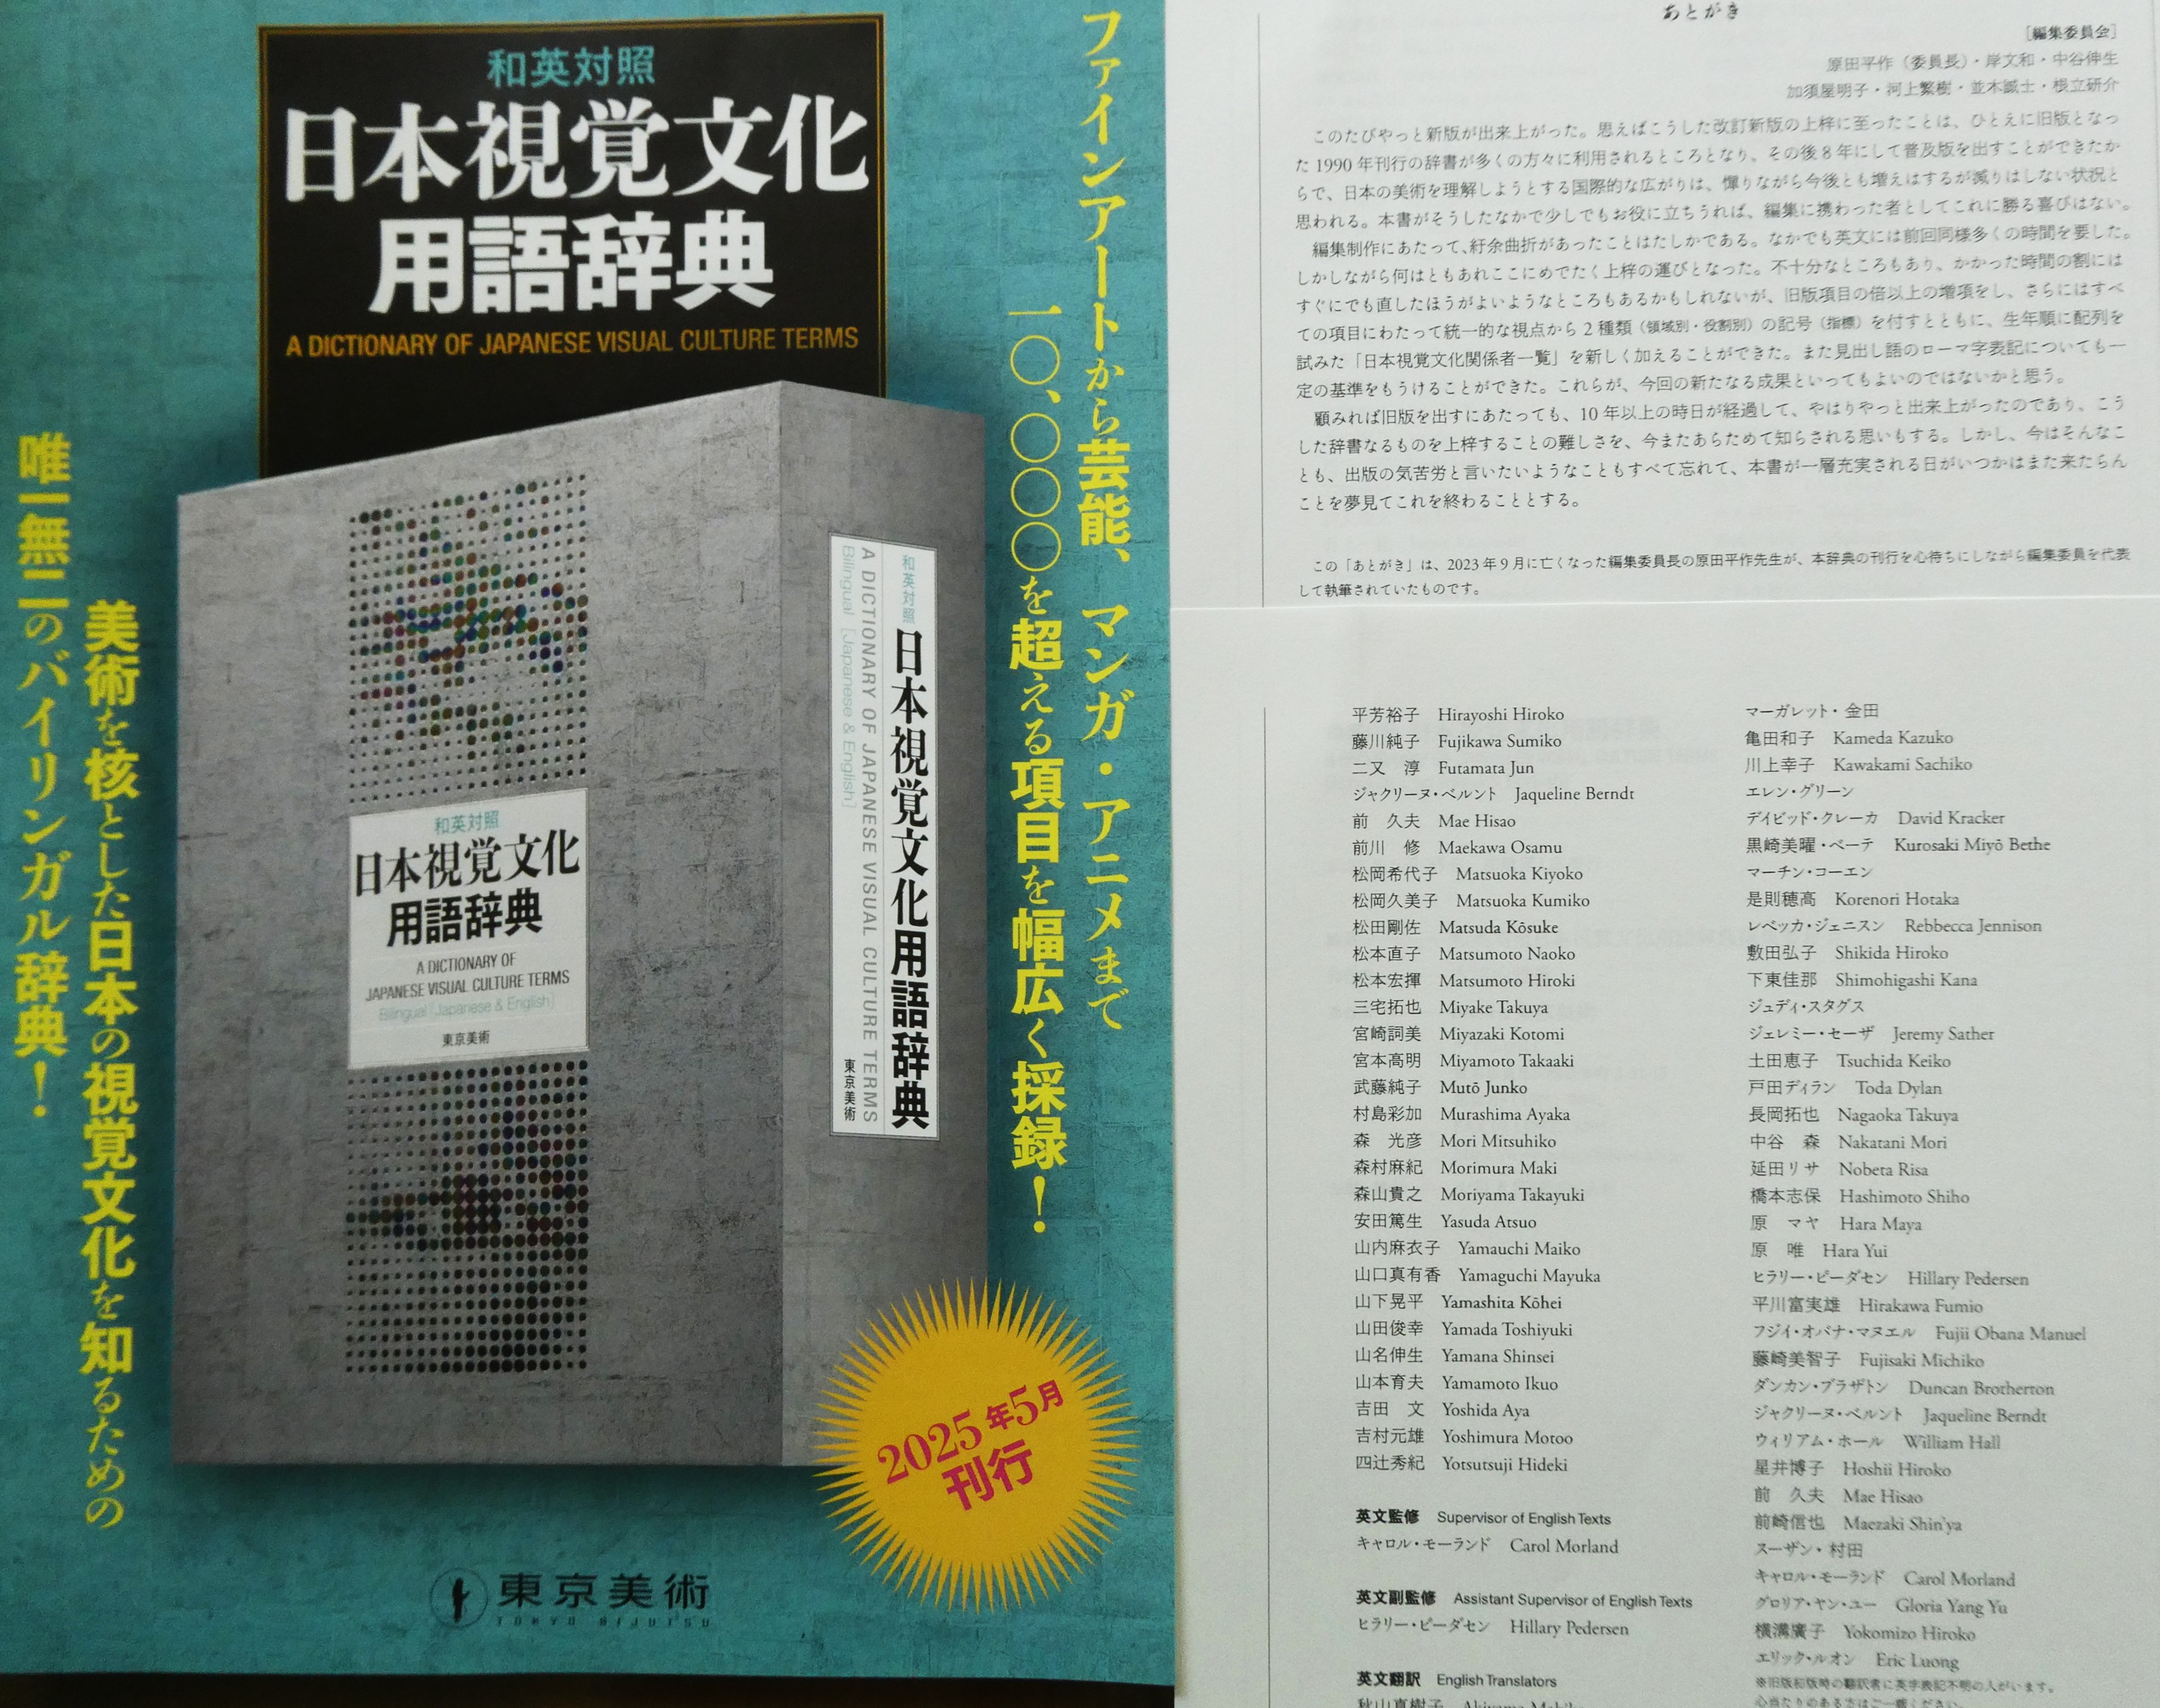 和英対照
日本視覚文化
用語辞典
A DICTIONARY OF JAPANESE VISUAL CULTURE TERMS
ファインアートから芸能、マンガ・アニメまで
一〇、〇〇〇〇を超える項目を幅広く採録！
和英対照
日本視覚文化
用語辞典
A DICTIONARY OF
JAPANESE VISUAL CULTURE TERMS
Bilingual [Japanese & English]
東京美術
和英対照 日本視覚文化用語辞典
A DICTIONARY OF JAPANESE VISUAL CULTURE TERMS 東京美術
Bilingual [Japanese & English]
美術を核とした日本の視覚文化を知るための
唯一無二のバイリンガル辞典！
2025年5月
刊行
東京美術
TOKYO BIJUTSU
あとがき
［編集委員会］
原田平作（委員長）・岸文和・中谷伸生
加須屋明子・河上繁樹・並木誠士・根立研介
このたびやっと新版が出来上がった。思えばこうした改訂新版の上梓に至ったことは、ひとえに旧版となっ
た 1990 年刊行の辞書が多くの方々に利用されるところとなり、その後 8 年にして普及版を出すことができたか
らで、日本の美術を理解しようとする国際的な広がりは、憚りながら今後とも増えはするが減りはしない状況と
思われる。本書がそうしたなかで少しでもお役に立ちうれば、編集に携わった者としてこれに勝る喜びはない。
編集制作にあたって、紆余曲折があったことはたしかである。なかでも英文には前回同様多くの時間を要した。
しかしながら何はともあれここにめでたく上梓の運びとなった。不十分なところもあり、かかった時間の割には
すぐにでも直したほうがよいようなところもあるかもしれないが、旧版項目の倍以上の増項をし、さらにはすべ
ての項目にわたって統一的な視点から 2 種類（領域別・役割別）の記号（指標）を付すとともに、生年順に配列を
試みた「日本視覚文化関係者一覧」を新しく加えることができた。また見出し語のローマ字表記についても一
定の基準をもうけることができた。これらが、今回の新たなる成果といってもよいのではないかと思う。
顧みれば旧版を出すにあたっても、10 年以上の時日が経過して、やはりやっと出来上がったのであり、こう
した辞書なるものを上梓することの難しさを、今またあらためて知らされる思いもする。しかし、今はそんなこ
とも、出版の気苦労と言いたいようなこともすべて忘れて、本書が一層充実される日がいつかはまた来たらん
ことを夢見てこれを終わることとする。
この「あとがき」は、2023 年 9 月に亡くなった編集委員長の原田平作先生が、本辞典の刊行を心待ちにしながら編集委員を代表
して執筆されていたものです。
平芳裕子 Hirayoshi Hiroko
藤川純子 Fujikawa Sumiko
二又 淳 Futamata Jun
ジャクリーヌ・ベルント Jaqueline Berndt
前 久夫 Mae Hisao
前川 修 Maekawa Osamu
松岡希代子 Matsuoka Kiyoko
松岡久美子 Matsuoka Kumiko
松田剛佐 Matsuda Kōsuke
松本直子 Matsumoto Naoko
松本宏揮 Matsumoto Hiroki
三宅拓也 Miyake Takuya
宮崎詞美 Miyazaki Kotomi
宮本高明 Miyamoto Takaaki
武藤純子 Mutō Junko
村島彩加 Murashima Ayaka
森 光彦 Mori Mitsuhiko
森村麻紀 Morimura Maki
森山貴之 Moriyama Takayuki
安田篤生 Yasuda Atsuo
山内麻衣子 Yamauchi Maiko
山口真有香 Yamaguchi Mayuka
山下晃平 Yamashita Kōhei
山田俊幸 Yamada Toshiyuki
山名伸生 Yamana Shinsei
山本育夫 Yamamoto Ikuo
吉田 文 Yoshida Aya
吉村元雄 Yoshimura Motoo
四辻秀紀 Yotsutsuji Hideki
英文監修 Supervisor of English Texts
キャロル・モーランド Carol Morland
英文副監修 Assistant Supervisor of English Texts
ヒラリー・ピーダセン Hillary Pedersen
英文翻訳 English Translators
マーガレット・金田
亀田和子 Kameda Kazuko
川上幸子 Kawakami Sachiko
エレン・グリーン
デイビッド・クレーカ David Kracker
黒崎美曜・ベーテ Kurosaki Miyō Bethe
マーチン・コーエン
是則穂高 Korenori Hotaka
レベッカ・ジェニスン Rebbecca Jennison
敷田弘子 Shikida Hiroko
下東佳那 Shimohigashi Kana
ジュディ・スタグス
ジェレミー・セーザ Jeremy Sather
土田恵子 Tsuchida Keiko
戸田ディラン Toda Dylan
長岡拓也 Nagaoka Takuya
中谷 森 Nakatani Mori
延田リサ Nobeta Risa
橋本志保 Hashimoto Shiho
原 マヤ Hara Maya
原 唯 Hara Yui
ヒラリー・ピーダセン Hillary Pedersen
平川富実雄 Hirakawa Fumio
フジイ・オバナ・マヌエル Fujii Obana Manuel
藤崎美智子 Fujisaki Michiko
ダンカン・ブラザトン Duncan Brotherton
ジャクリーヌ・ベルント Jaqueline Berndt
ウィリアム・ホール William Hall
星井博子 Hoshii Hiroko
前 久夫 Mae Hisao
前崎信也 Maezaki Shin'ya
スーザン・村田
キャロル・モーランド Carol Morland
グロリア・ヤン・ユー Gloria Yang Yu
横溝廣子 Yokomizo Hiroko
エリック・ルオン Eric Luong
※旧版初版時の翻訳者に英字表記不明の人がいます。